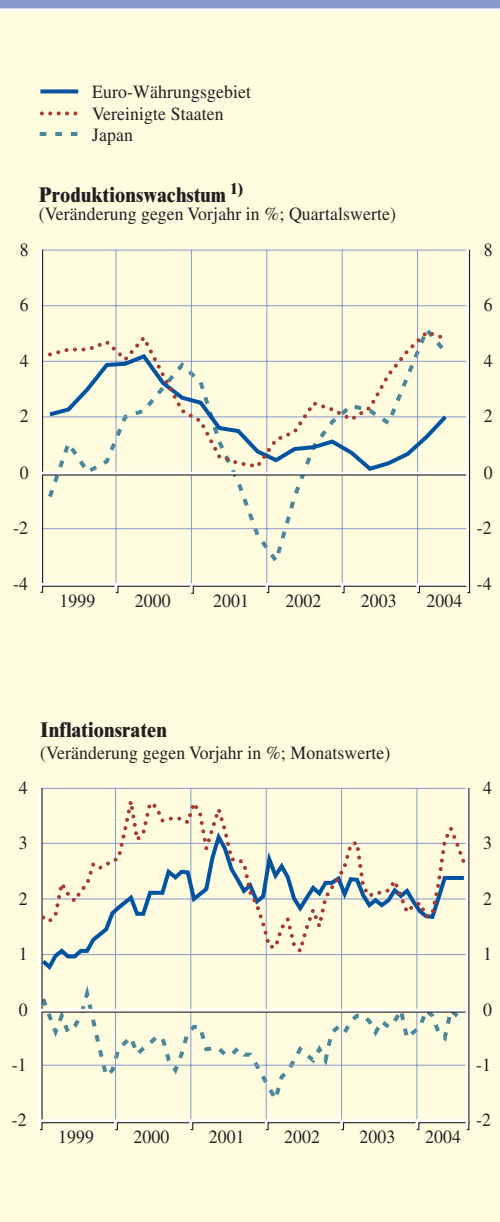 Euro-Währungsgebiet
Vereinigte Staaten
Japan
Produktionswachstum 1)
(Veränderung gegen Vorjahr in %; Quartalswerte)
8 8
6 6
4 4
2 2
0 0
-2 -2
-4 -4
1999 2000 2001 2002 2003 2004
Inflationsraten
(Veränderung gegen Vorjahr in %; Monatswerte)
4 4
3 3
2 2
1 1
0 0
-1 -1
-2 -2
1999 2000 2001 2002 2003 2004